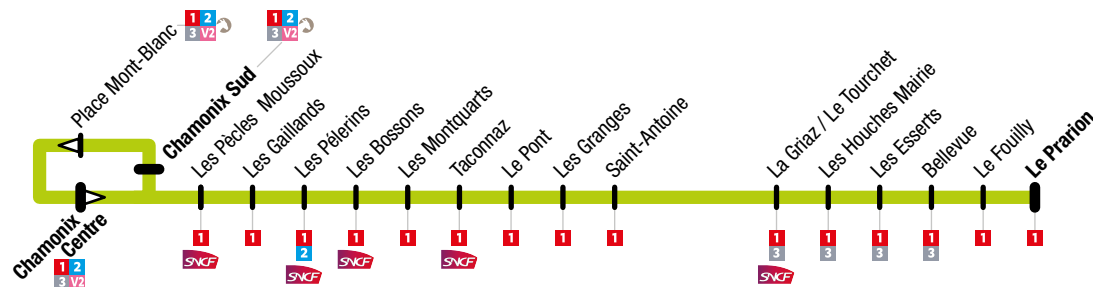 1 2
3 V2
1 2
3 V2
Place Mont-Blanc
Chamonix Sud
Les Pècles Moussoux
Les Gaillands
Les Pélerins
Les Bossons
Les Montquarts
Taconnaz
Le Pont
Les Granges
Saint-Antoine
La Griaz / Le Tourchet
Les Houches Mairie
Les Esserts
Bellevue
Le Fouilly
Le Prarion
Chamonix
Centre
1 2
3 V2
1
SNCF
1
1
2
SNCF
1
SNCF
1
1
SNCF
1
1
1
1
3
SNCF
1
3
1
3
1
3
1
1